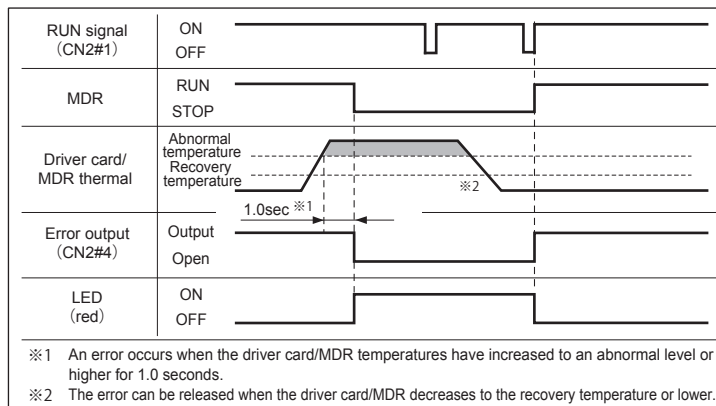 RUN signal
（CN2#1）
ON
OFF
MDR
RUN
STOP
Driver card/
MDR thermal
Abnormal
temperature
Recovery
temperature
※2
1.0sec ※1
Error output
（CN2#4）
Output
Open
LED
（red）
ON
OFF
※1 An error occurs when the driver card/MDR temperatures have increased to an abnormal level or
higher for 1.0 seconds.
※2 The error can be released when the driver card/MDR decreases to the recovery temperature or lower.